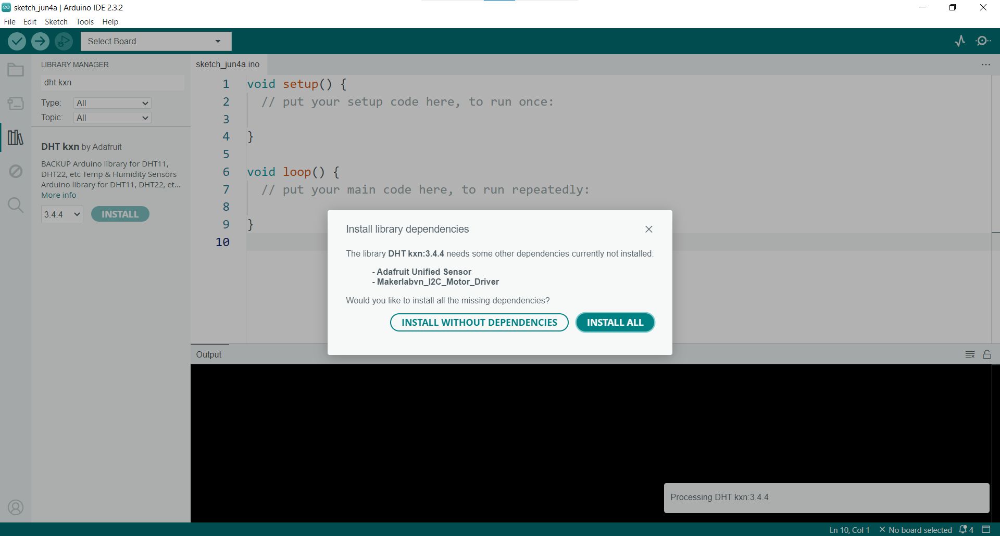 sketch_jun4a | Arduino IDE 2.3.2
File Edit Sketch Tools Help
Select Board
LIBRARY MANAGER
dht kxn
Type: All
Topic: All
DHT kxn by Adafruit
BACKUP Arduino library for DHT11,
DHT22, etc Temp & Humidity Sensors
Arduino library for DHT11, DHT22, et...
More info
3.4.4 INSTALL
sketch_jun4a.ino
1 void setup() {
2 // put your setup code here, to run once:
3
4 }
5
6 void loop() {
7 // put your main code here, to run repeatedly:
8
9 }
10
Install library dependencies
The library DHT kxn:3.4.4 needs some other dependencies currently not installed:
- Adafruit Unified Sensor
- Makerlabvn_I2C_Motor_Driver
Would you like to install all the missing dependencies?
INSTALL WITHOUT DEPENDENCIES INSTALL ALL
Output
Processing DHT kxn:3.4.4
Ln 10, Col 1 × No board selected 4